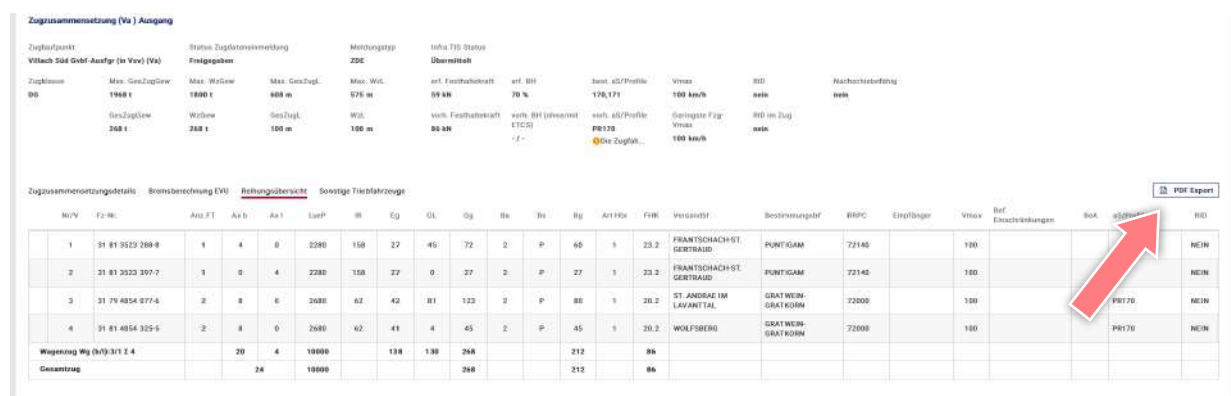 Zugzusammensetzung (Va ) Ausgang
Zuglaufpunkt Status Zugdateneinmeldung Meldungstyp Infra TIS Status
Villach Süd Gvbf-Ausfgr (in Vsv) (Va) Freigegeben ZDE Übermittelt
Zugklasse Max. GesZugGew Max. WzGew Max. GesZugL. Max. WzL. erf. Festhaltekraft erf. BH best. aS/Profile Vmax RID Nachschiebefähig
DG 1968 t 1800 t 608 m 575 m 59 kN 70 % 170,171 100 km/h nein nein
GesZugGew WzGew GesZugL. WzL. vorh. Festhaltekraft vorh. BH (ohne/mit ETCS) vorh. aS/Profile Geringste Fzg-Vmax RID im Zug
268 t 268 t 100 m 100 m 86 kN - / - PR170 100 km/h nein
Die Zugfah...
Zugzusammensetzungsdetails Bremsberechnung EVU Reihungsübersicht Sonstige Triebfahrzeuge PDF Export
Nr/V Fz-Nr. Anz.FT Ax b Ax l LueP IR Eg GL Gg Ba Bs Bg Art Hbr FHK Versandbf Bestimmungsbf RRPC Empfänger Vmax Bef. Einschränkungen BoA aS/Profile RID
1 31 81 3523 288-8 1 4 0 2280 158 27 45 72 2 P 60 1 23.2 FRANTSCHACH-ST. GERTRAUD PUNTIGAM 72140 100 NEIN
2 31 81 3523 397-7 1 0 4 2280 158 27 0 27 2 P 27 1 23.2 FRANTSCHACH-ST. GERTRAUD PUNTIGAM 72140 100 NEIN
3 31 79 4854 077-6 2 8 0 2680 62 42 81 123 2 P 80 1 20.2 ST. ANDRAE IM LAVANTTAL GRATWEIN-GRATKORN 72000 100 PR170 NEIN
4 31 81 4854 325-5 2 8 0 2680 62 41 4 45 2 P 45 1 20.2 WOLFSBERG GRATWEIN-GRATKORN 72000 100 PR170 NEIN
Wagenzug Wg (b/l):3/1 Σ 4 20 4 10000 138 130 268 212 86
Gesamtzug 24 10000 268 212 86